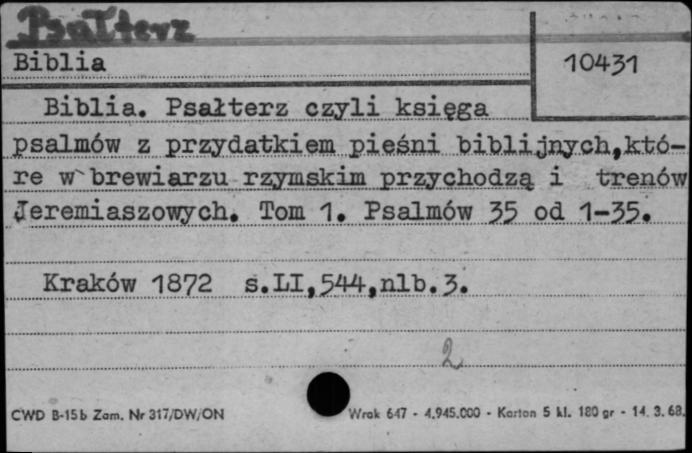 Psałterz
Biblia
10431
Biblia. Psałterz czyli księga
psalmów z przydatkiem pieśni biblijnych,któ-
re w brewiarzu rzymskim przychodzą i trenów
Jeremiaszowych. Tom 1. Psalmów 35 od 1-35.
Kraków 1872 s.LI,544,nlb.3.
2
CWD B-15b Zam. Nr 317/DW/ON
Wrak 647 - 4.945.000 - Karton 5 kl. 180 gr - 14. 3. 68.